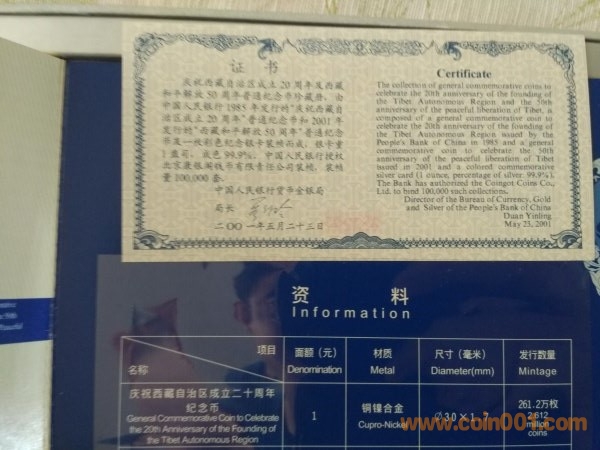 证 书
庆祝西藏自治区成立20周年及西藏
和平解放50周年普通纪念币珍藏册，由
中国人民银行1985年发行的“庆祝西藏自
治区成立20周年”普通纪念币和2001年
发行的“西藏和平解放50周年”普通纪念
币及一枚彩色纪念银卡装帧而成，银卡重
1盎司，成色99.9%。中国人民银行授权
北京康银阁钱币有限责任公司装帧，装帧
量100,000套。
中国人民银行货币金银局
局长
二〇〇一年五月二十三日
Certificate
The collection of general commemorative coins to
celebrate the 20th anniversary of the founding of
the Tibet Autonomous Region and the 50th
anniversary of the peaceful liberation of Tibet, is
composed of a general commemorative coin to
celebrate the 20th anniversary of the founding of
the Tibet Autonomous Region issued by the
People's Bank of China in 1985 and a general
commemorative coin to celebrate the 50th
anniversary of the peaceful liberation of Tibet
issued in 2001 and a colored commemorative
silver card (1 ounce, percentage of silver: 99.9%).
The Bank has authorized the Coingot Coins Co.,
Ltd. to bind 100,000 such collections.
Director of the Bureau of Currency, Gold
and Silver of the People's Bank of China
Duan Yinling
May 23, 2001
资 料
Information
项目
名称
面额（元）
Denomination
材质
Metal
尺寸（毫米）
Diameter(mm)
发行数量
Mintage
庆祝西藏自治区成立二十周年
纪念币
General Commemorative Coin to Celebrate
the 20th Anniversary of the Founding of
the Tibet Autonomous Region
1
铜镍合金
Cupro-Nickel
261.2万枚
2.612
million
coins
www.coin001.com